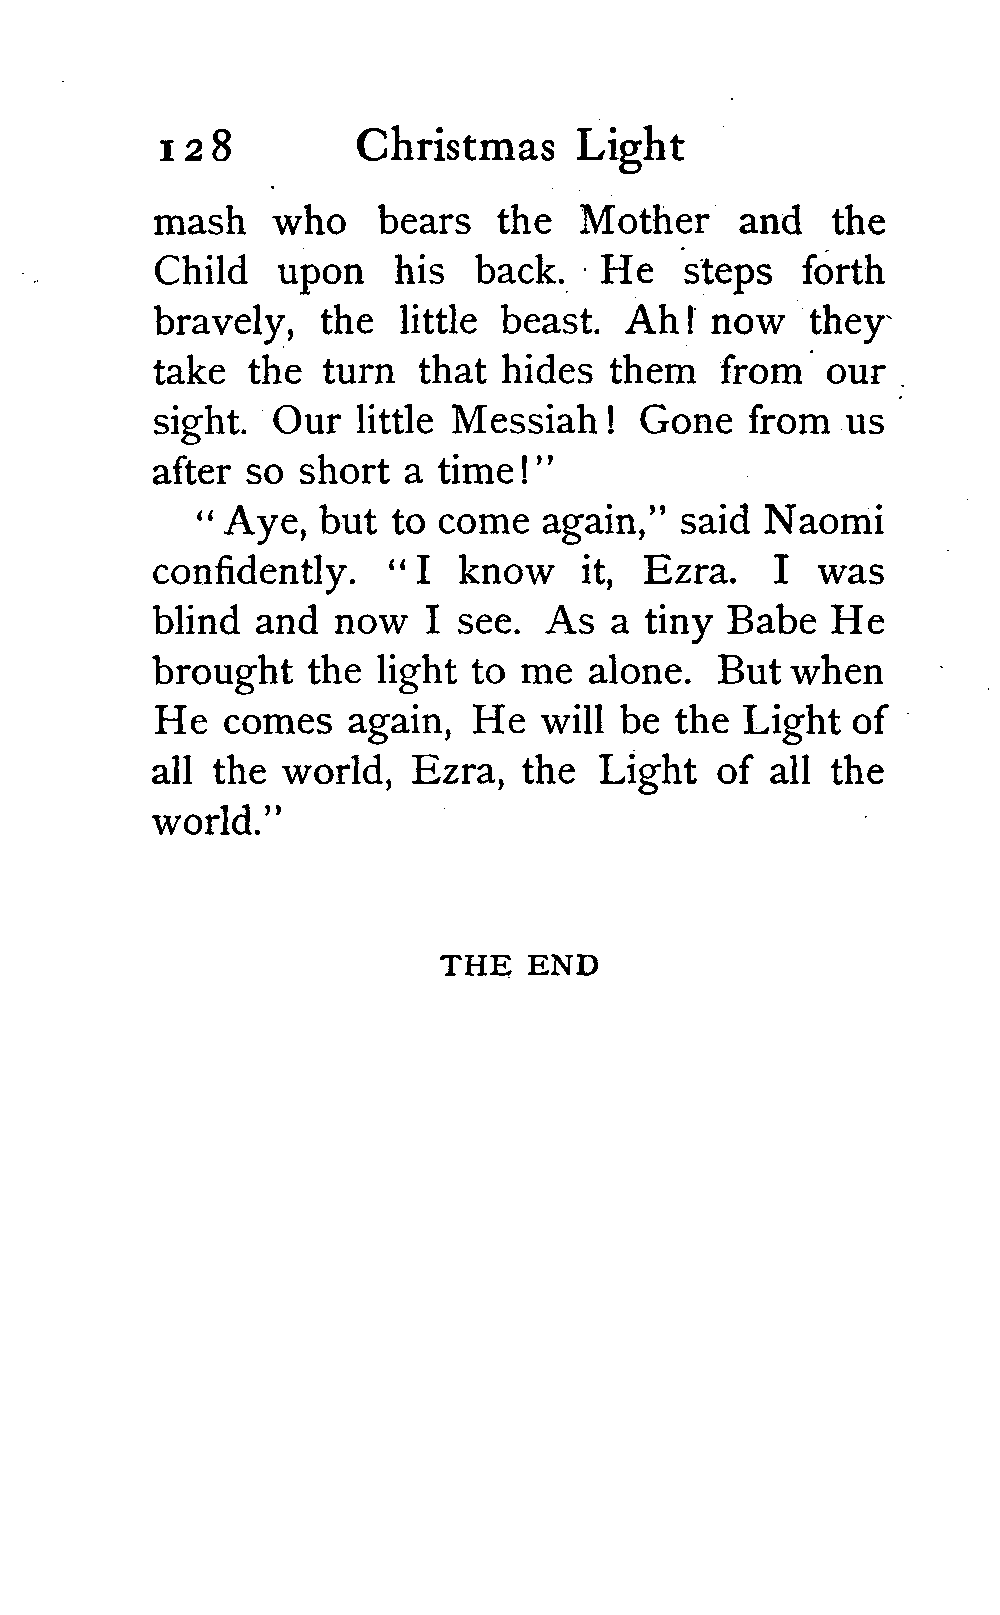 128 Christmas Light
mash who bears the Mother and the
Child upon his back. He steps forth
bravely, the little beast. Ah! now they
take the turn that hides them from our
sight. Our little Messiah! Gone from us
after so short a time!"
"Aye, but to come again," said Naomi
confidently. "I know it, Ezra. I was
blind and now I see. As a tiny Babe He
brought the light to me alone. But when
He comes again, He will be the Light of
all the world, Ezra, the Light of all the
world."
THE END